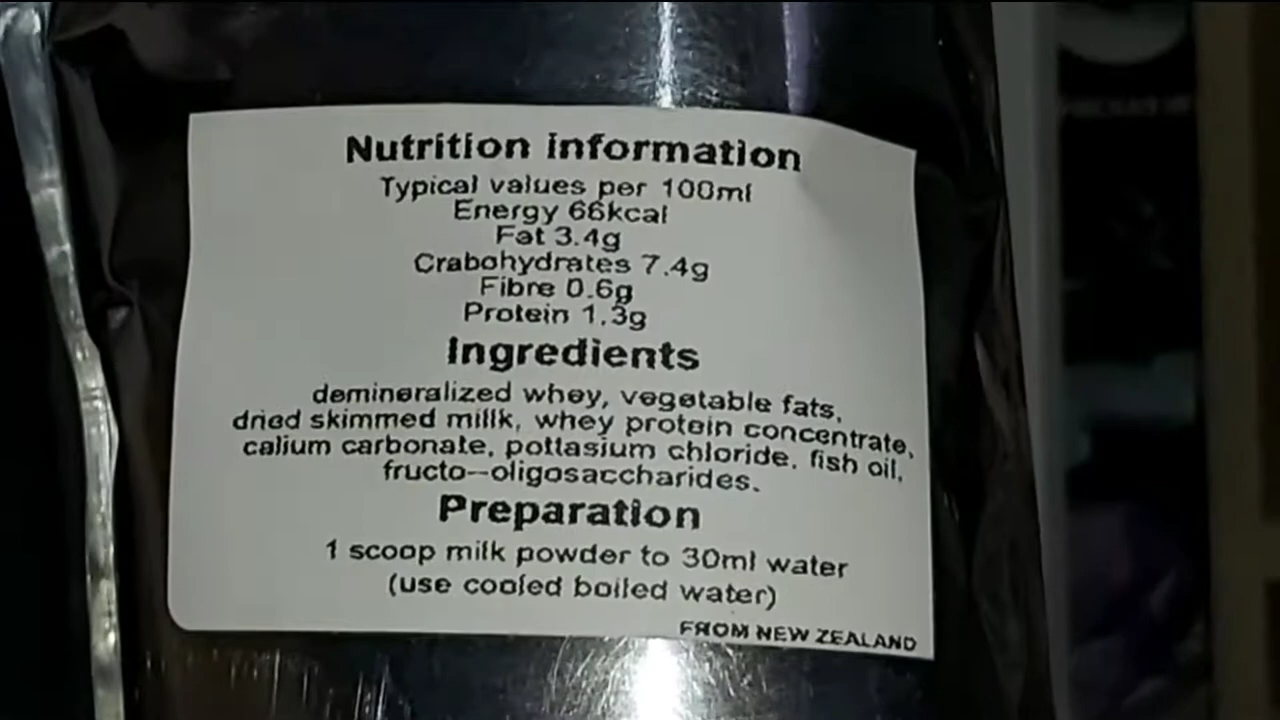 Nutrition information
Typical values per 100ml
Energy 66kcal
Fat 3.4g
Crabohydrates 7.4g
Fibre 0.6g
Protein 1.3g
Ingredients
demineralized whey, vegetable fats,
dried skimmed millk, whey protein concentrate,
calium carbonate, potlasium chloride, fish oil,
fructo-oligosaccharides.
Preparation
1 scoop milk powder to 30ml water
(use cooled boiled water)
FROM NEW ZEALAND